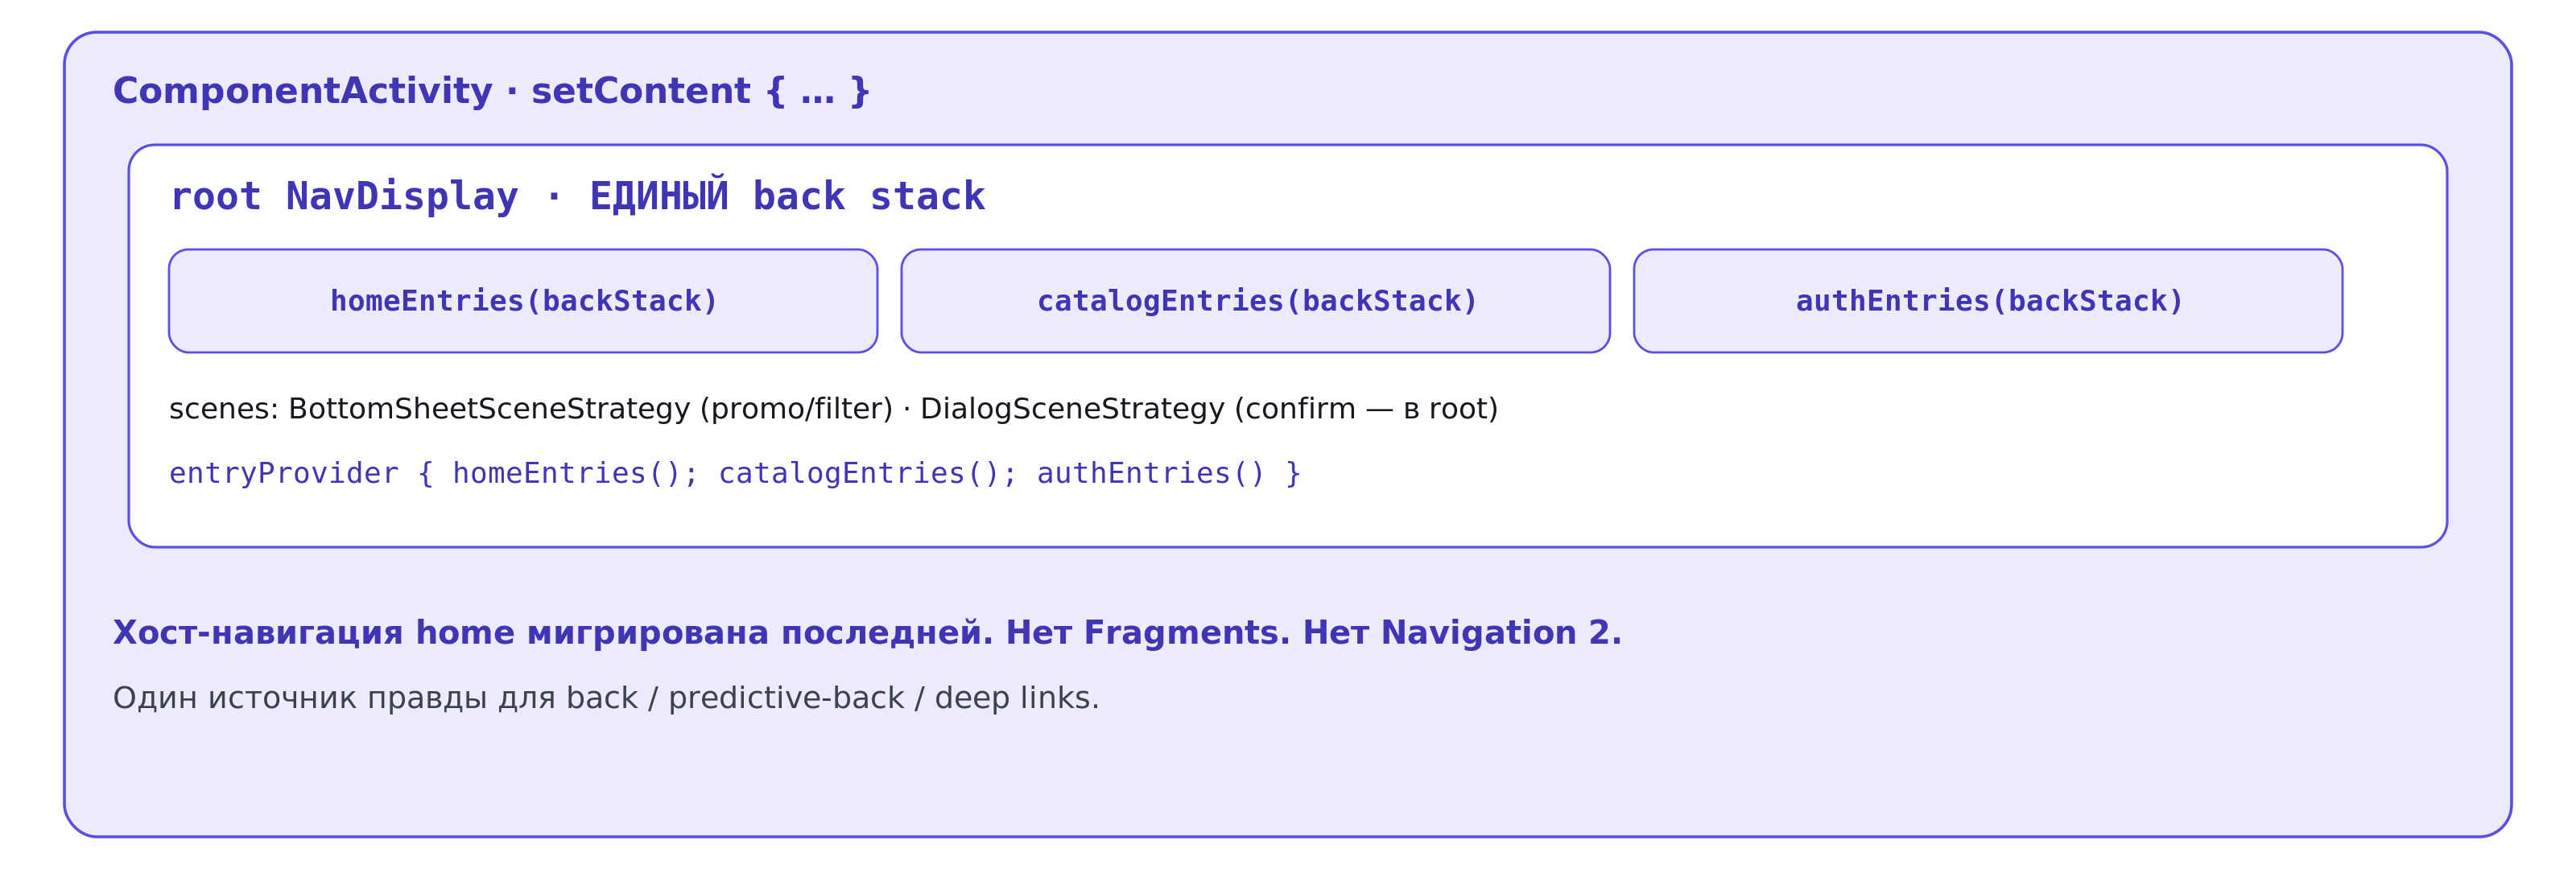 ComponentActivity · setContent { … }
root NavDisplay · ЕДИНЫЙ back stack
homeEntries(backStack)
catalogEntries(backStack)
authEntries(backStack)
scenes: BottomSheetSceneStrategy (promo/filter) · DialogSceneStrategy (confirm — в root)
entryProvider { homeEntries(); catalogEntries(); authEntries() }
Хост-навигация home мигрирована последней. Нет Fragments. Нет Navigation 2.
Один источник правды для back / predictive-back / deep links.